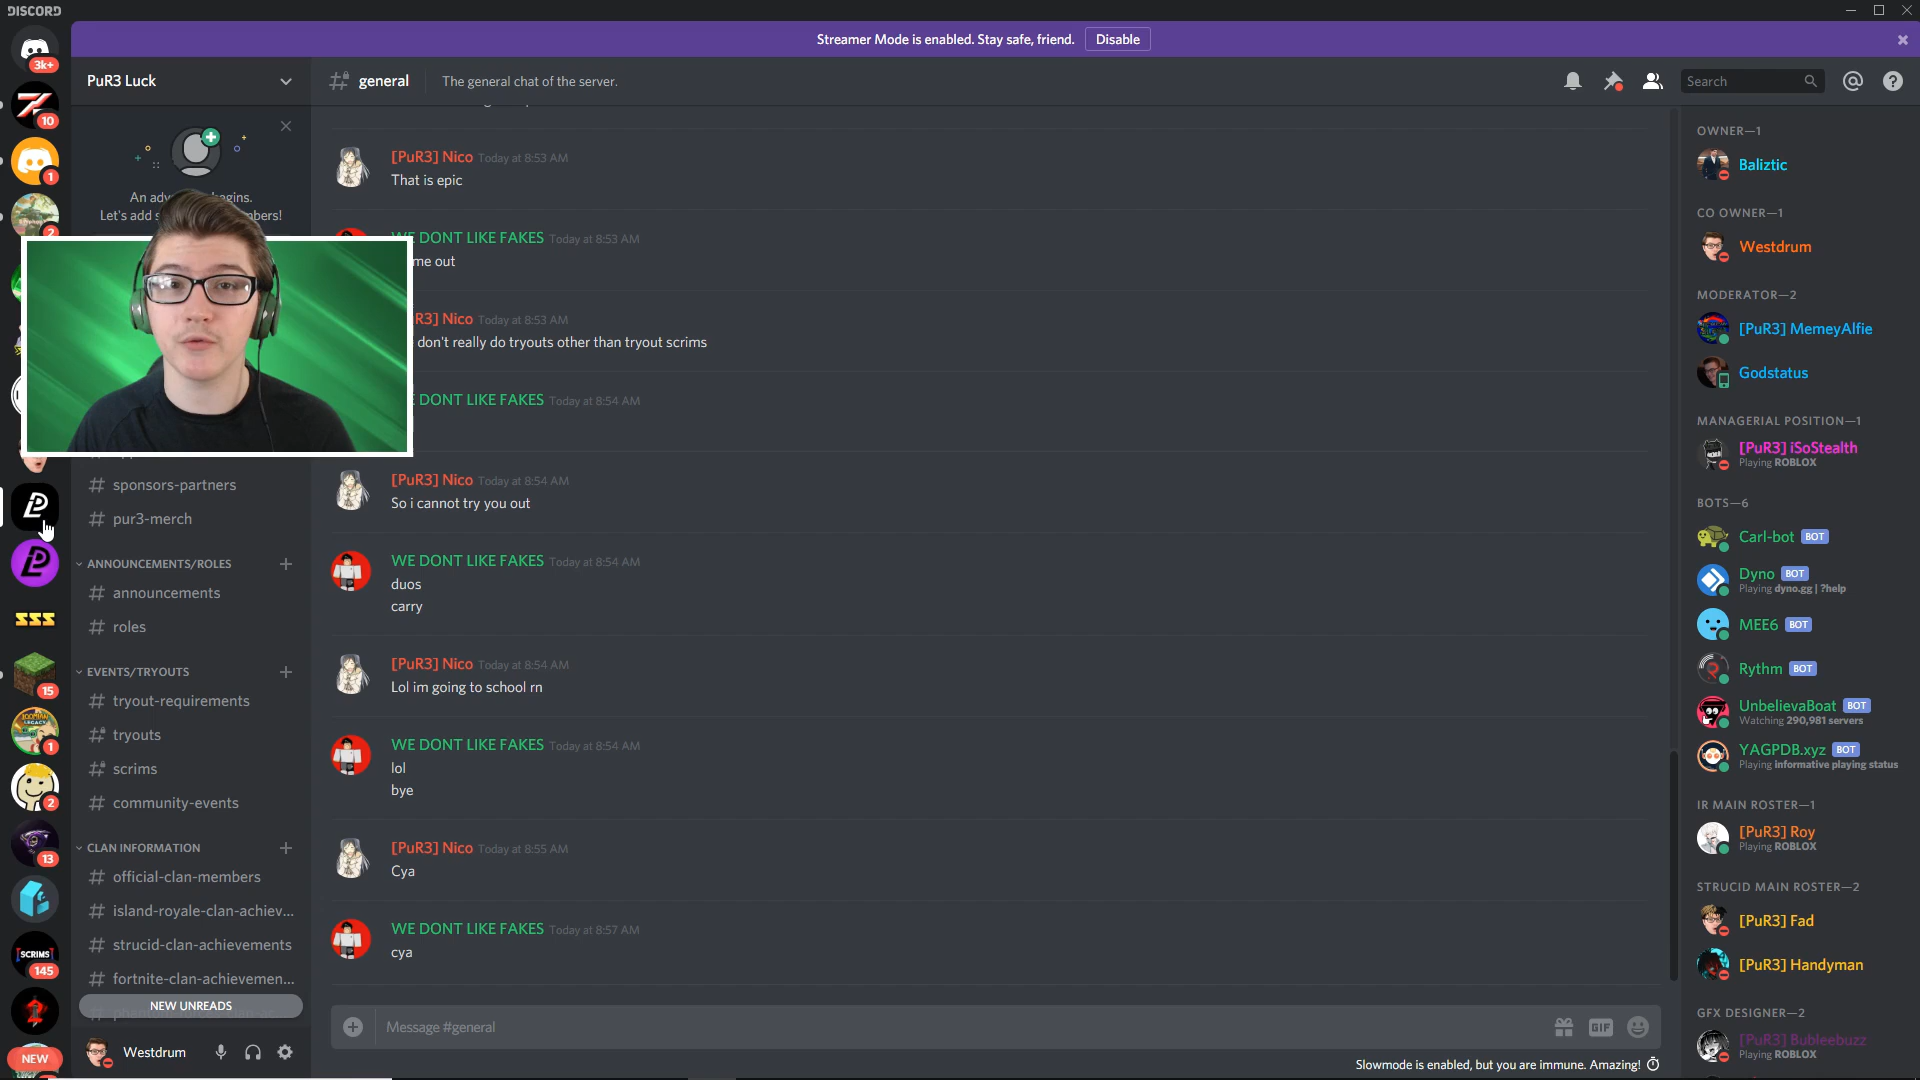 DISCORD
Streamer Mode is enabled. Stay safe, friend.
Disable
3k+
10
1
2
SSS
15
1
2
13
SCRIMS
145
NEW
PuR3 Luck
Let's add s
bers!
sponsors-partners
pur3-merch
ANNOUNCEMENTS/ROLES
announcements
roles
EVENTS/TRYOUTS
tryout-requirements
tryouts
scrims
community-events
CLAN INFORMATION
official-clan-members
island-royale-clan-achiev...
strucid-clan-achievements
fortnite-clan-achievemen...
NEW UNREADS
Westdrum
general
The general chat of the server.
Search
[PuR3] Nico Today at 8:53 AM
That is epic
WE DONT LIKE FAKES Today at 8:53 AM
me out
R3] Nico Today at 8:53 AM
don't really do tryouts other than tryout scrims
DONT LIKE FAKES Today at 8:54 AM
[PuR3] Nico Today at 8:54 AM
So i cannot try you out
WE DONT LIKE FAKES Today at 8:54 AM
duos
carry
[PuR3] Nico Today at 8:54 AM
Lol im going to school rn
WE DONT LIKE FAKES Today at 8:54 AM
lol
bye
[PuR3] Nico Today at 8:55 AM
Cya
WE DONT LIKE FAKES Today at 8:57 AM
cya
Message #general
GIF
Slowmode is enabled, but you are immune. Amazing!
OWNER—1
Baliztic
CO OWNER—1
Westdrum
MODERATOR—2
[PuR3] MemeyAlfie
Godstatus
MANAGERIAL POSITION—1
[PuR3] iSoStealth
Playing ROBLOX
BOTS—6
Carl-bot BOT
Dyno BOT
Playing dyno.gg | ?help
MEE6 BOT
Rythm BOT
UnbelievaBoat BOT
Watching 290,981 servers
YAGPDB.xyz BOT
Playing informative playing status
IR MAIN ROSTER—1
[PuR3] Roy
Playing ROBLOX
STRUCID MAIN ROSTER—2
[PuR3] Fad
[PuR3] Handyman
GFX DESIGNER—2
[PuR3] Bubleebuzz
Playing ROBLOX